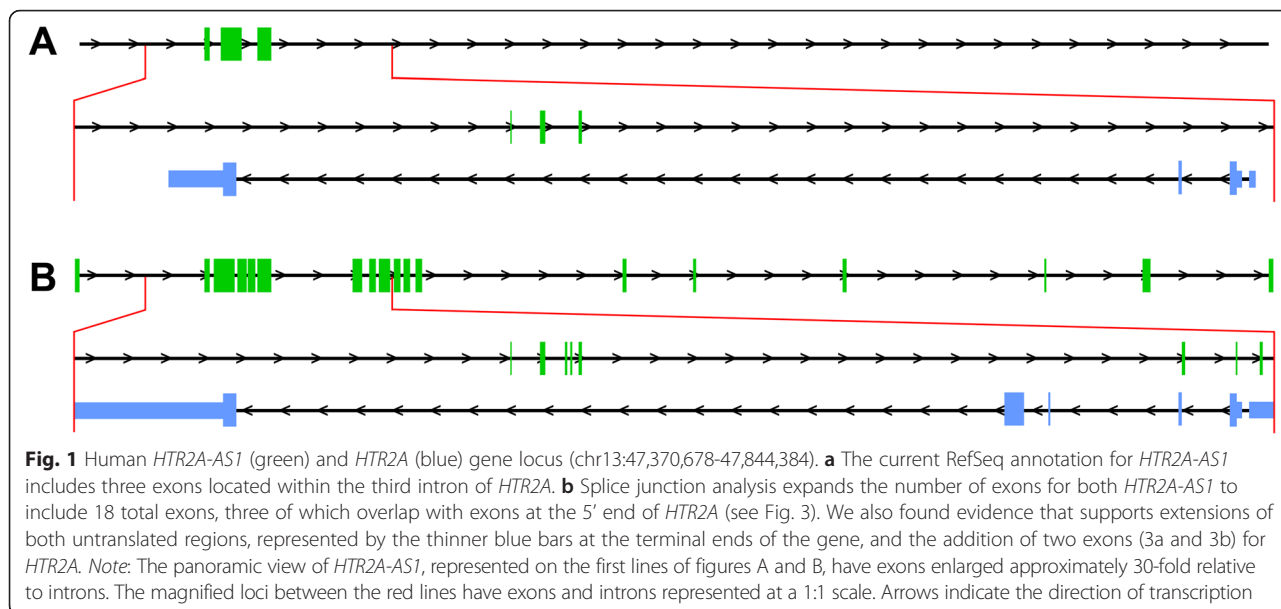 A
B
Fig. 1 Human HTR2A-AS1 (green) and HTR2A (blue) gene locus (chr13:47,370,678-47,844,384). a The current RefSeq annotation for HTR2A-AS1
includes three exons located within the third intron of HTR2A. b Splice junction analysis expands the number of exons for both HTR2A-AS1 to
include 18 total exons, three of which overlap with exons at the 5' end of HTR2A (see Fig. 3). We also found evidence that supports extensions of
both untranslated regions, represented by the thinner blue bars at the terminal ends of the gene, and the addition of two exons (3a and 3b) for
HTR2A. Note: The panoramic view of HTR2A-AS1, represented on the first lines of figures A and B, have exons enlarged approximately 30-fold relative
to introns. The magnified loci between the red lines have exons and introns represented at a 1:1 scale. Arrows indicate the direction of transcription